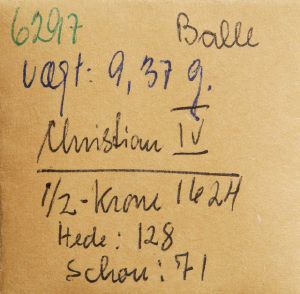 6297 Balle
vægt: 9,37 g.
Christian IV
1/2-Krone 1624
Hede: 128
Schou: 71